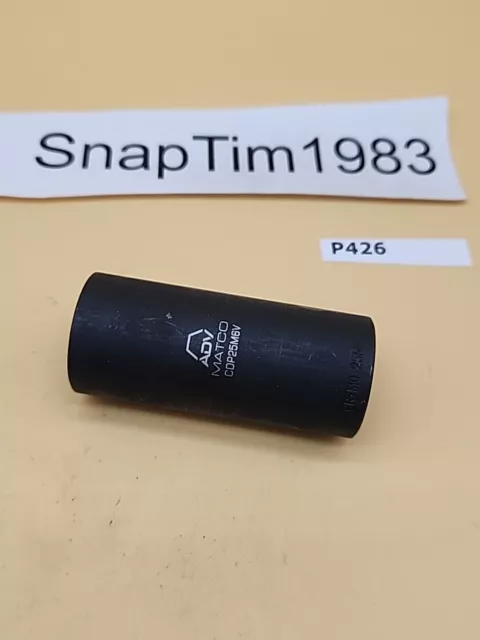 SnapTim1983
P426
ADV
MATCO
CDP25M6V